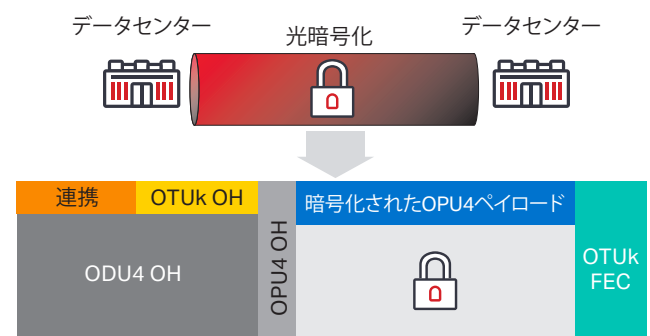 データセンター
光暗号化
データセンター
連携
OTUk OH
OPU4 OH
暗号化されたOPU4ペイロード
OTUk
FEC
ODU4 OH